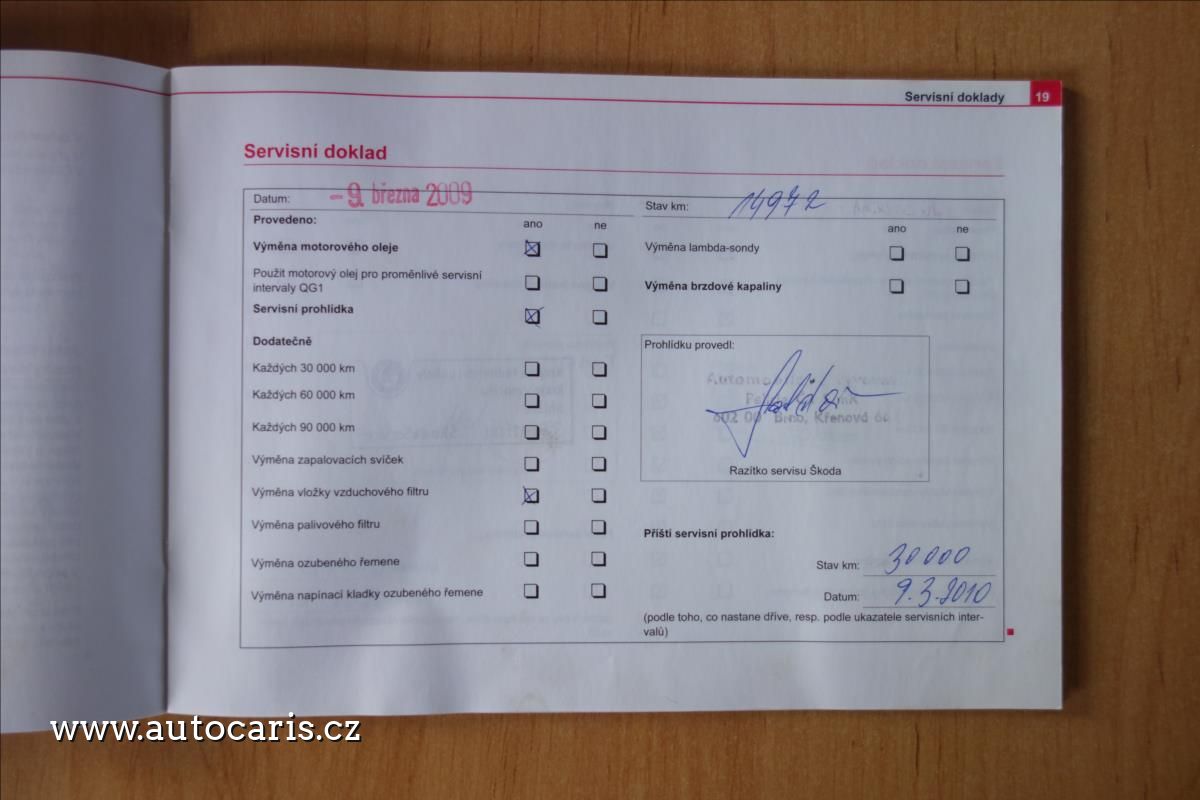 Servisní doklady 19
Servisní doklad
Datum: - 9. března 2009
Stav km: 14972
Provedeno:
ano ne
ano ne
Výměna motorového oleje
Použit motorový olej pro proměnlivé servisní
intervaly QG1
Servisní prohlídka
Dodatečně
Každých 30 000 km
Každých 60 000 km
Každých 90 000 km
Výměna zapalovacích svíček
Výměna vložky vzduchového filtru
Výměna palivového filtru
Výměna ozubeného řemene
Výměna napínací kladky ozubeného řemene
Výměna lambda-sondy
Výměna brzdové kapaliny
Prohlídku provedl:
602 00 Brno, Křenová
Razítko servisu Škoda
Příští servisní prohlídka:
Stav km: 30000
Datum: 9.3.2010
(podle toho, co nastane dříve, resp. podle ukazatele servisních inter-
valů)
www.autocaris.cz